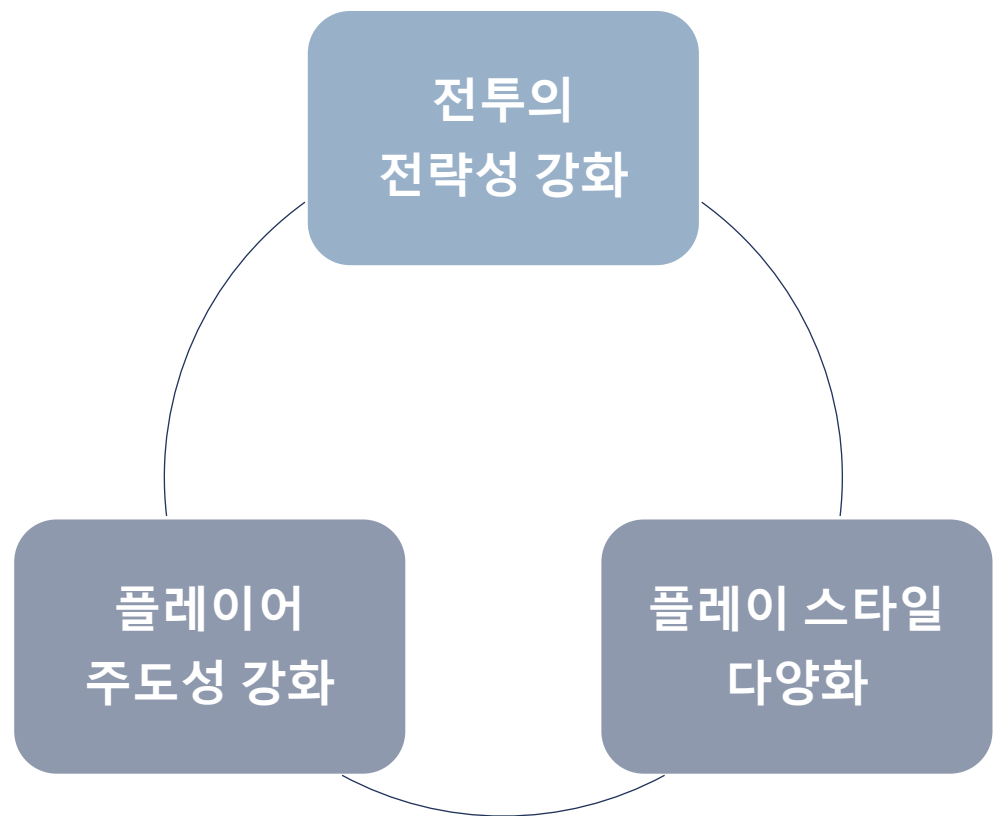 전투의
전략성 강화
플레이어
주도성 강화
플레이 스타일
다양화